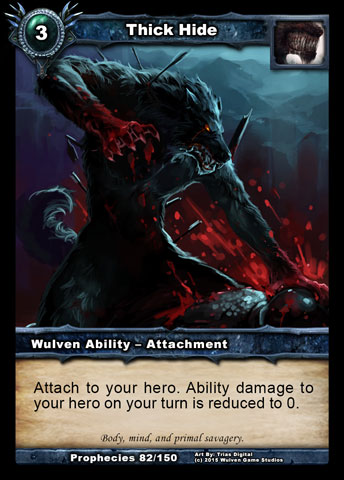 3
Thick Hide
Wulven Ability – Attachment
Attach to your hero. Ability damage to
your hero on your turn is reduced to 0.
Body, mind, and primal savagery.
Prophecies 82/150
Art By: Trias Digital
(c) 2015 Wulven Game Studios